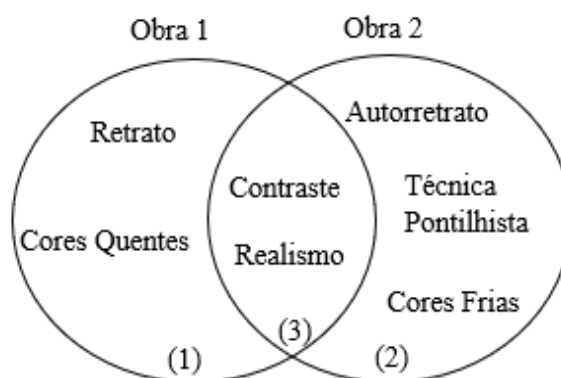 Obra 1
Obra 2
Retrato
Cores Quentes
(1)
Contraste
Realismo
(3)
Autorretrato
Técnica
Pontilhista
Cores Frias
(2)